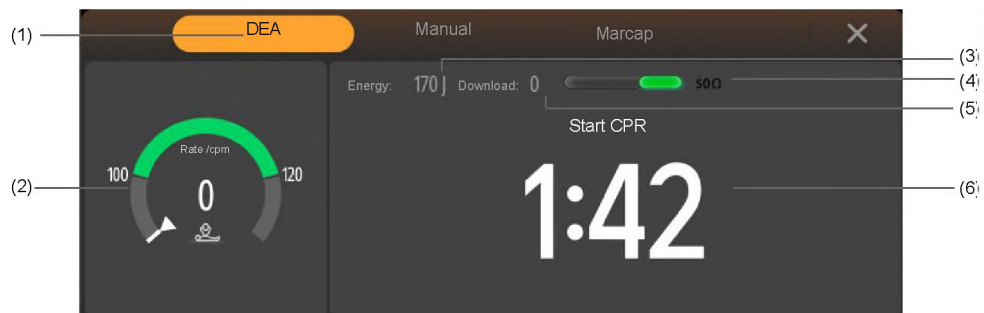 (1) DEA Manual Marcap ✕
(3)
Energy: 170 J Download: 0 50Ω (4)
(5)
Start CPR
Rate /cpm
100 120
(2) 0 1:42 (6)